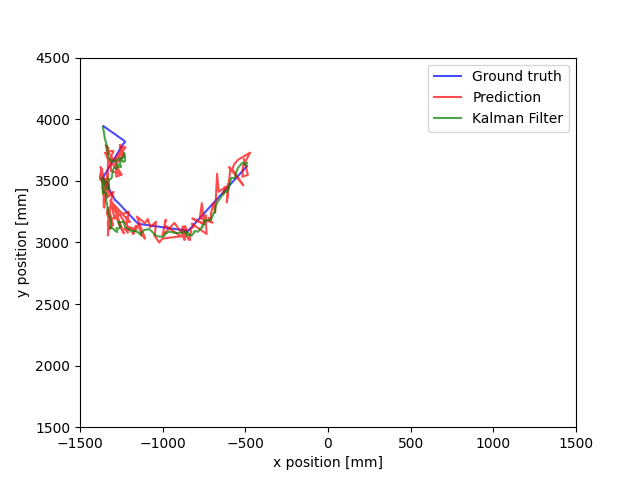 4500
4000
3500
3000
2500
2000
1500
y position [mm]
−1500
−1000
−500
0
500
1000
1500
x position [mm]
Ground truth
Prediction
Kalman Filter